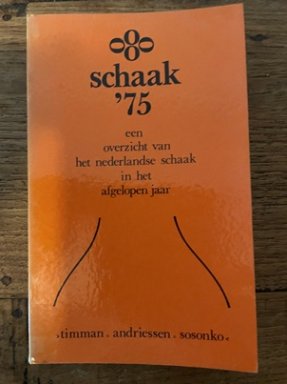 schaak
'75
een
overzicht van
het nederlandse schaak
in het
afgelopen jaar
timman. andriessen. sosonko